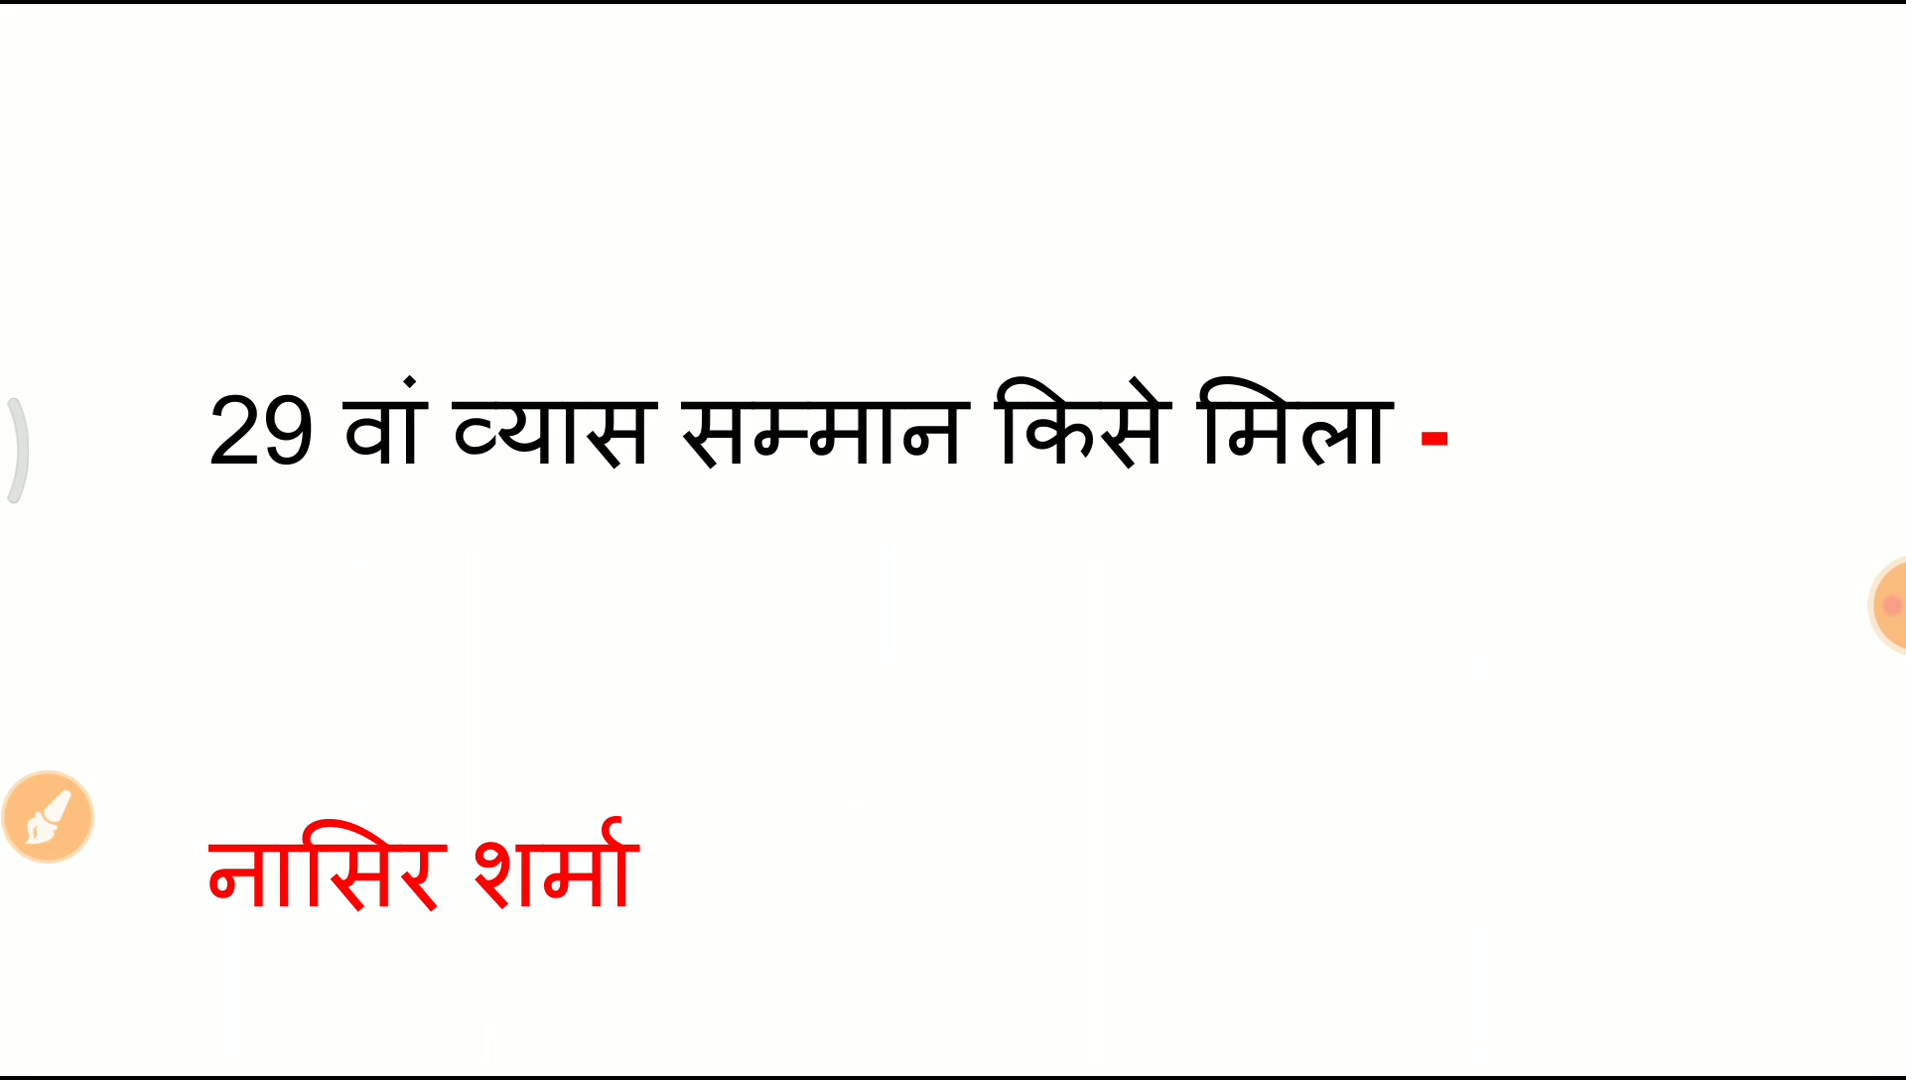 29 वां व्यास सम्मान किसे मिला -
नासिर शर्मा